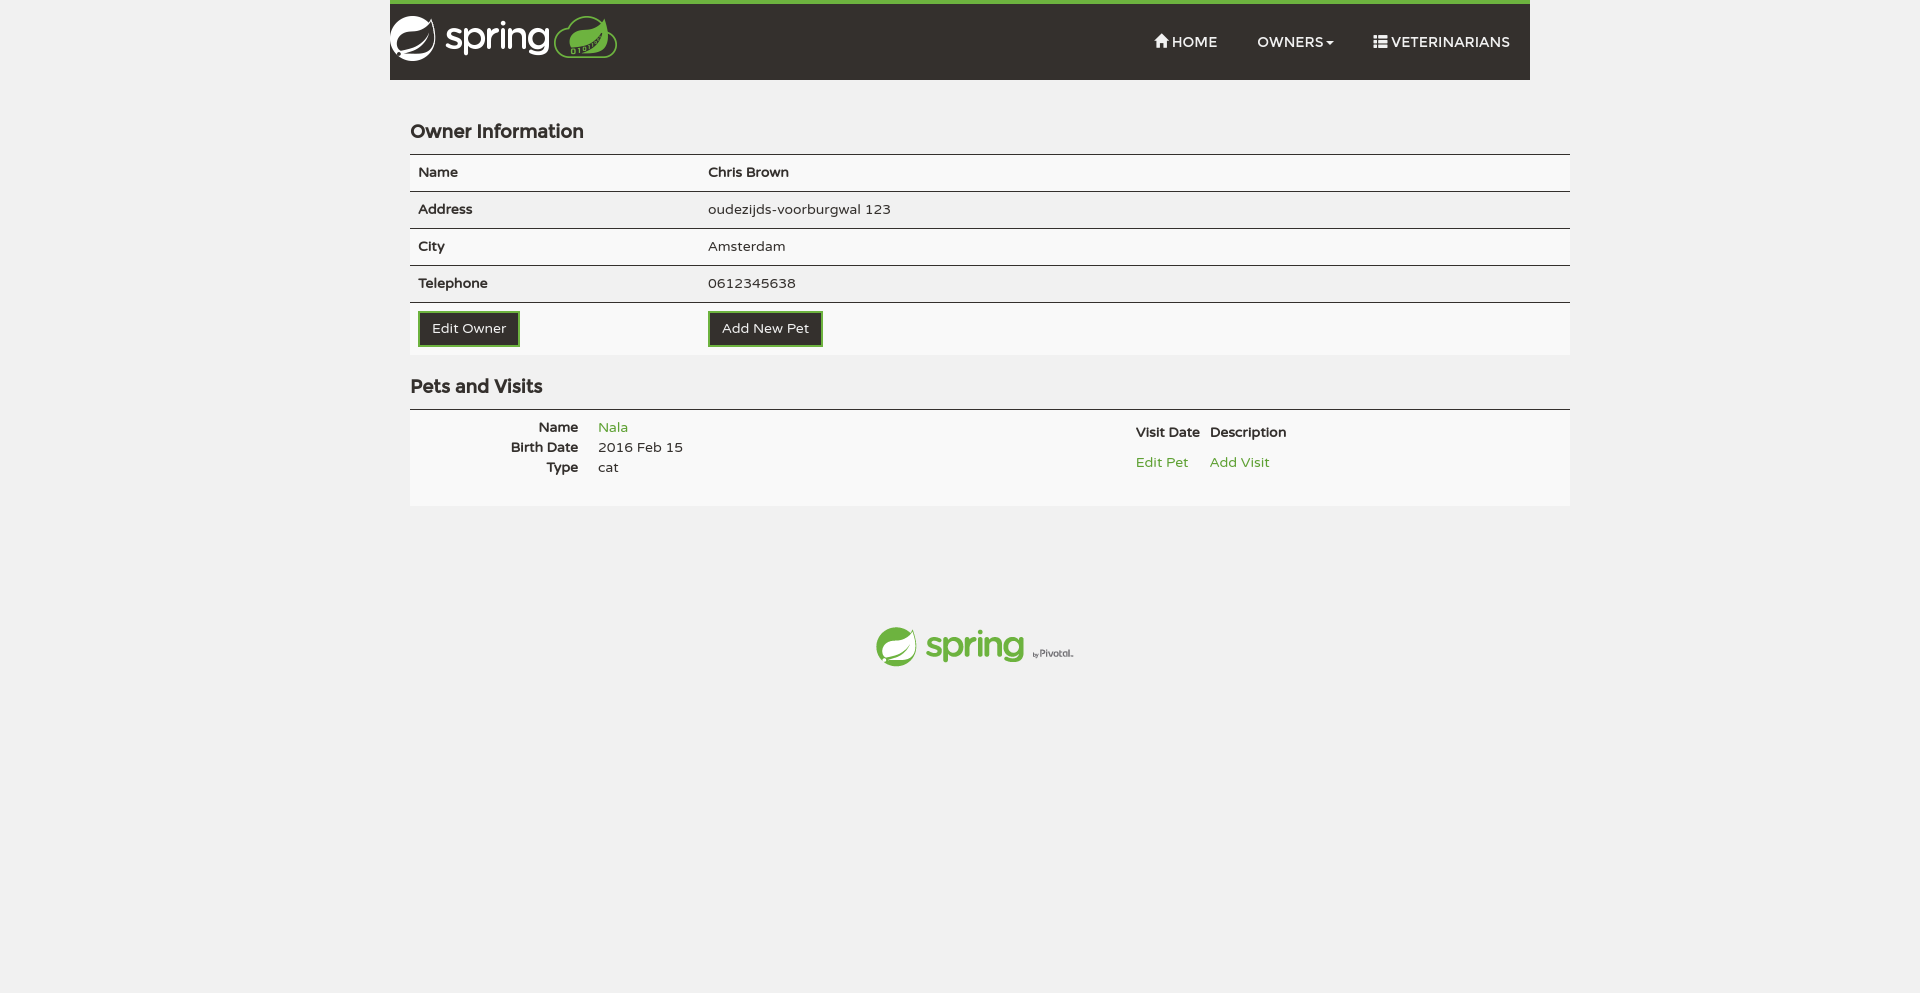 spring HOME OWNERS VETERINARIANS
Owner Information
Name Chris Brown
Address oudezijds-voorburgwal 123
City Amsterdam
Telephone 0612345638
Edit Owner Add New Pet
Pets and Visits
Name Nala
Birth Date 2016 Feb 15
Type cat
Visit Date Description
Edit Pet Add Visit
spring by Pivotal